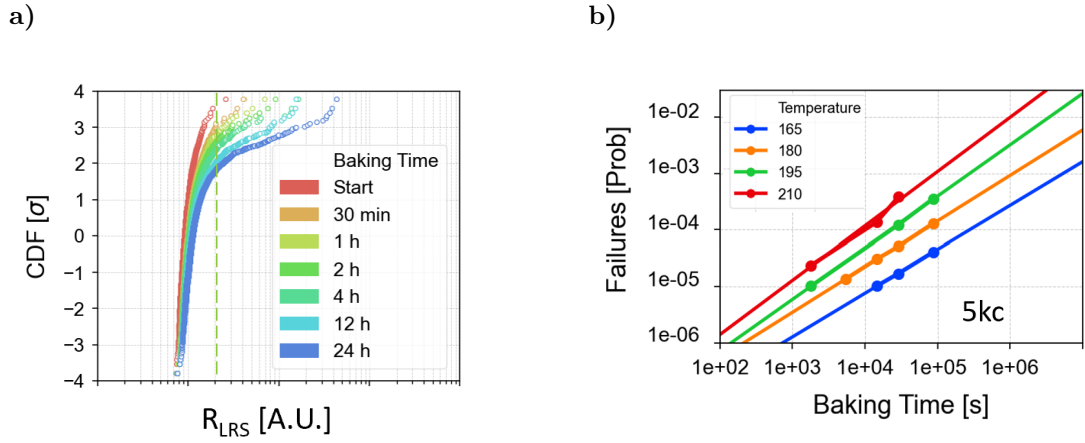 a)
CDF [σ]
4
3
2
1
0
−1
−2
−3
−4
Baking Time
Start
30 min
1 h
2 h
4 h
12 h
24 h
R_LRS [A.U.]
b)
Failures [Prob]
1e-02
1e-03
1e-04
1e-05
1e-06
Temperature
165
180
195
210
5kc
1e+02 1e+03 1e+04 1e+05 1e+06
Baking Time [s]